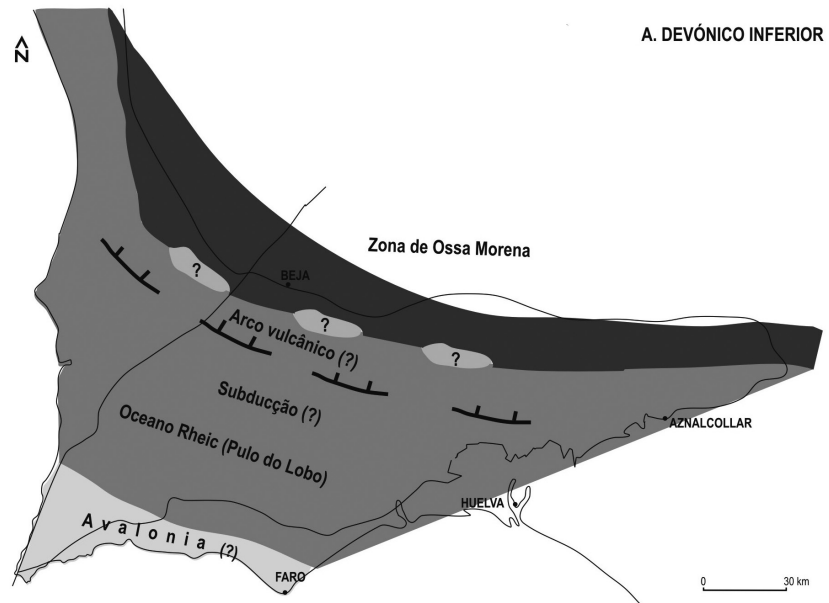 A. DEVÓNICO INFERIOR
N
Zona de Ossa Morena
?
BEJA
?
Arco vulcânico (?)
?
Subducção (?)
Oceano Rheic (Pulo do Lobo)
AZNALCOLLAR
HUELVA
Avalonia (?)
FARO
0 30 km